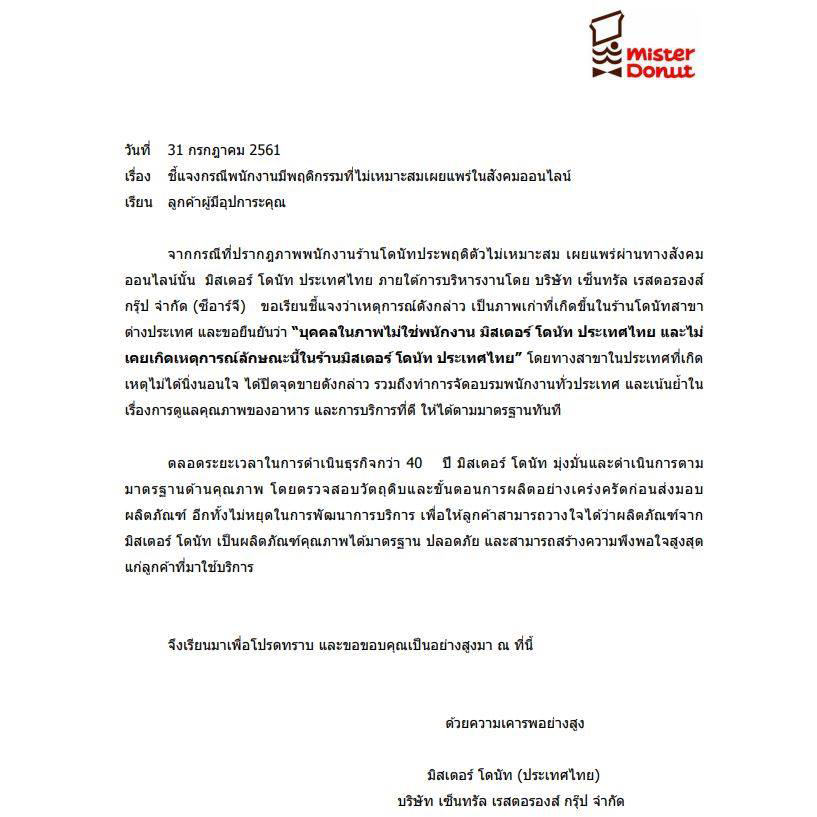 mister
Donut
วันที่ 31 กรกฎาคม 2561
เรื่อง ชี้แจงกรณีพนักงานมีพฤติกรรมที่ไม่เหมาะสมเผยแพร่ในสังคมออนไลน์
เรียน ลูกค้าผู้มีอุปการะคุณ
จากกรณีที่ปรากฎภาพพนักงานร้านโดนัทประพฤติตัวไม่เหมาะสม เผยแพร่ผ่านทางสังคม
ออนไลน์นั้น มิสเตอร์ โดนัท ประเทศไทย ภายใต้การบริหารงานโดย บริษัท เซ็นทรัล เรสตอรองส์
กรุ๊ป จำกัด (ซีอาร์จี) ขอเรียนชี้แจงว่าเหตุการณ์ดังกล่าว เป็นภาพเก่าที่เกิดขึ้นในร้านโดนัทสาขา
ต่างประเทศ และขอยืนยันว่า “บุคคลในภาพไม่ใช่พนักงาน มิสเตอร์ โดนัท ประเทศไทย และไม่
เคยเกิดเหตุการณ์ลักษณะนี้ในร้านมิสเตอร์ โดนัท ประเทศไทย” โดยทางสาขาในประเทศที่เกิด
เหตุไม่ได้นิ่งนอนใจ ได้ปิดจุดขายดังกล่าว รวมถึงทำการจัดอบรมพนักงานทั่วประเทศ และเน้นย้ำใน
เรื่องการดูแลคุณภาพของอาหาร และการบริการที่ดี ให้ได้ตามมาตรฐานทันที
ตลอดระยะเวลาในการดำเนินธุรกิจกว่า 40 ปี มิสเตอร์ โดนัท มุ่งมั่นและดำเนินการตาม
มาตรฐานด้านคุณภาพ โดยตรวจสอบวัตถุดิบและขั้นตอนการผลิตอย่างเคร่งครัดก่อนส่งมอบ
ผลิตภัณฑ์ อีกทั้งไม่หยุดในการพัฒนาการบริการ เพื่อให้ลูกค้าสามารถวางใจได้ว่าผลิตภัณฑ์จาก
มิสเตอร์ โดนัท เป็นผลิตภัณฑ์คุณภาพได้มาตรฐาน ปลอดภัย และสามารถสร้างความพึงพอใจสูงสุด
แก่ลูกค้าที่มาใช้บริการ
จึงเรียนมาเพื่อโปรดทราบ และขอขอบคุณเป็นอย่างสูงมา ณ ที่นี้
ด้วยความเคารพอย่างสูง
มิสเตอร์ โดนัท (ประเทศไทย)
บริษัท เซ็นทรัล เรสตอรองส์ กรุ๊ป จำกัด